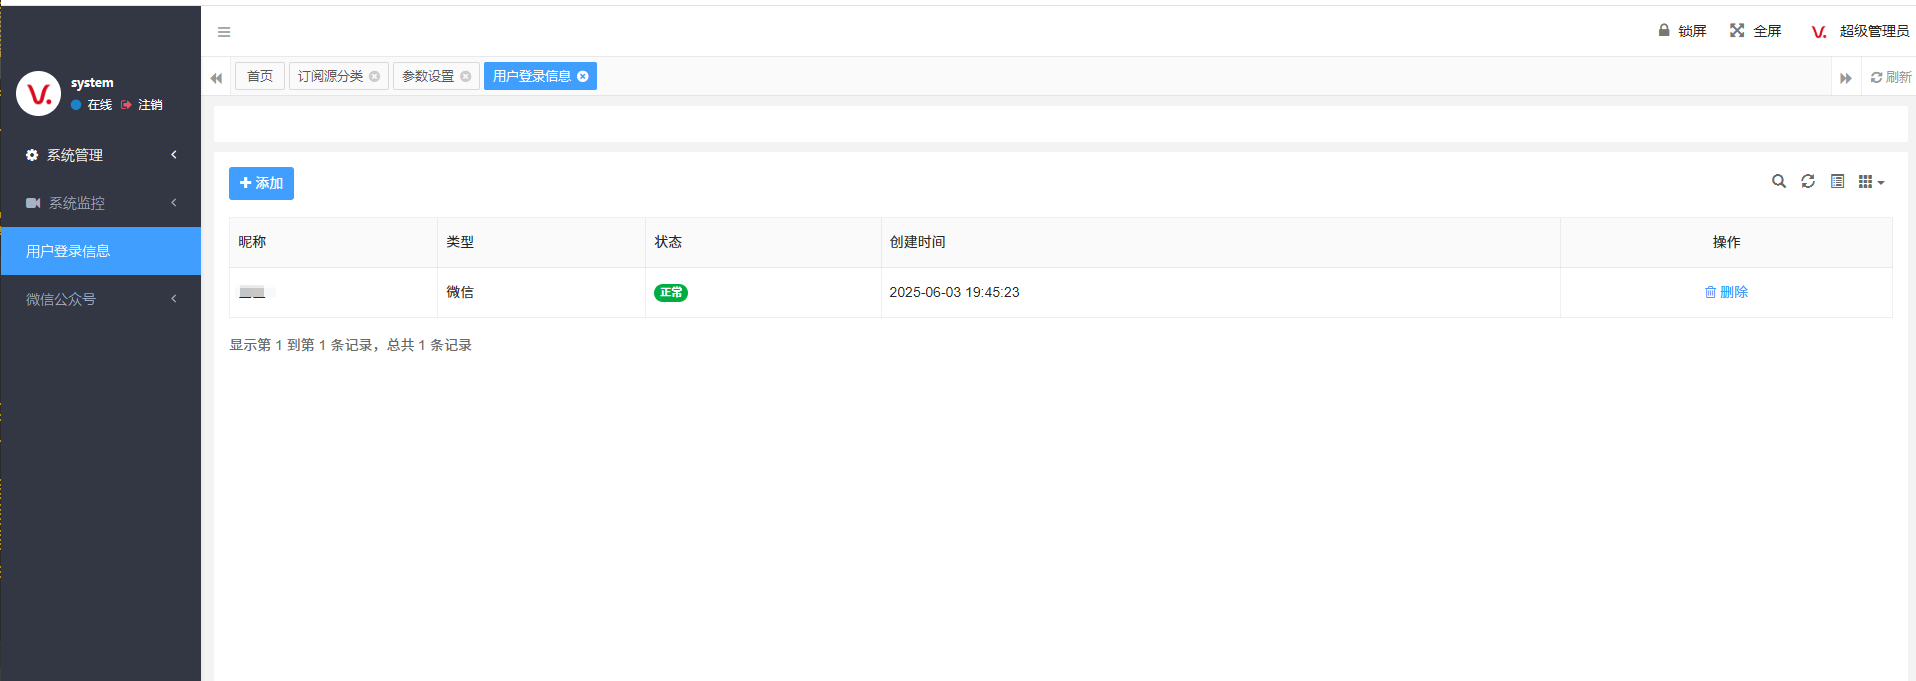 锁屏 全屏 V. 超级管理员
首页 订阅源分类 参数设置 用户登录信息 刷新
V. system
在线 注销
系统管理
系统监控
用户登录信息
微信公众号
添加
昵称 类型 状态 创建时间 操作
微信 正常 2025-06-03 19:45:23 删除
显示第 1 到第 1 条记录，总共 1 条记录